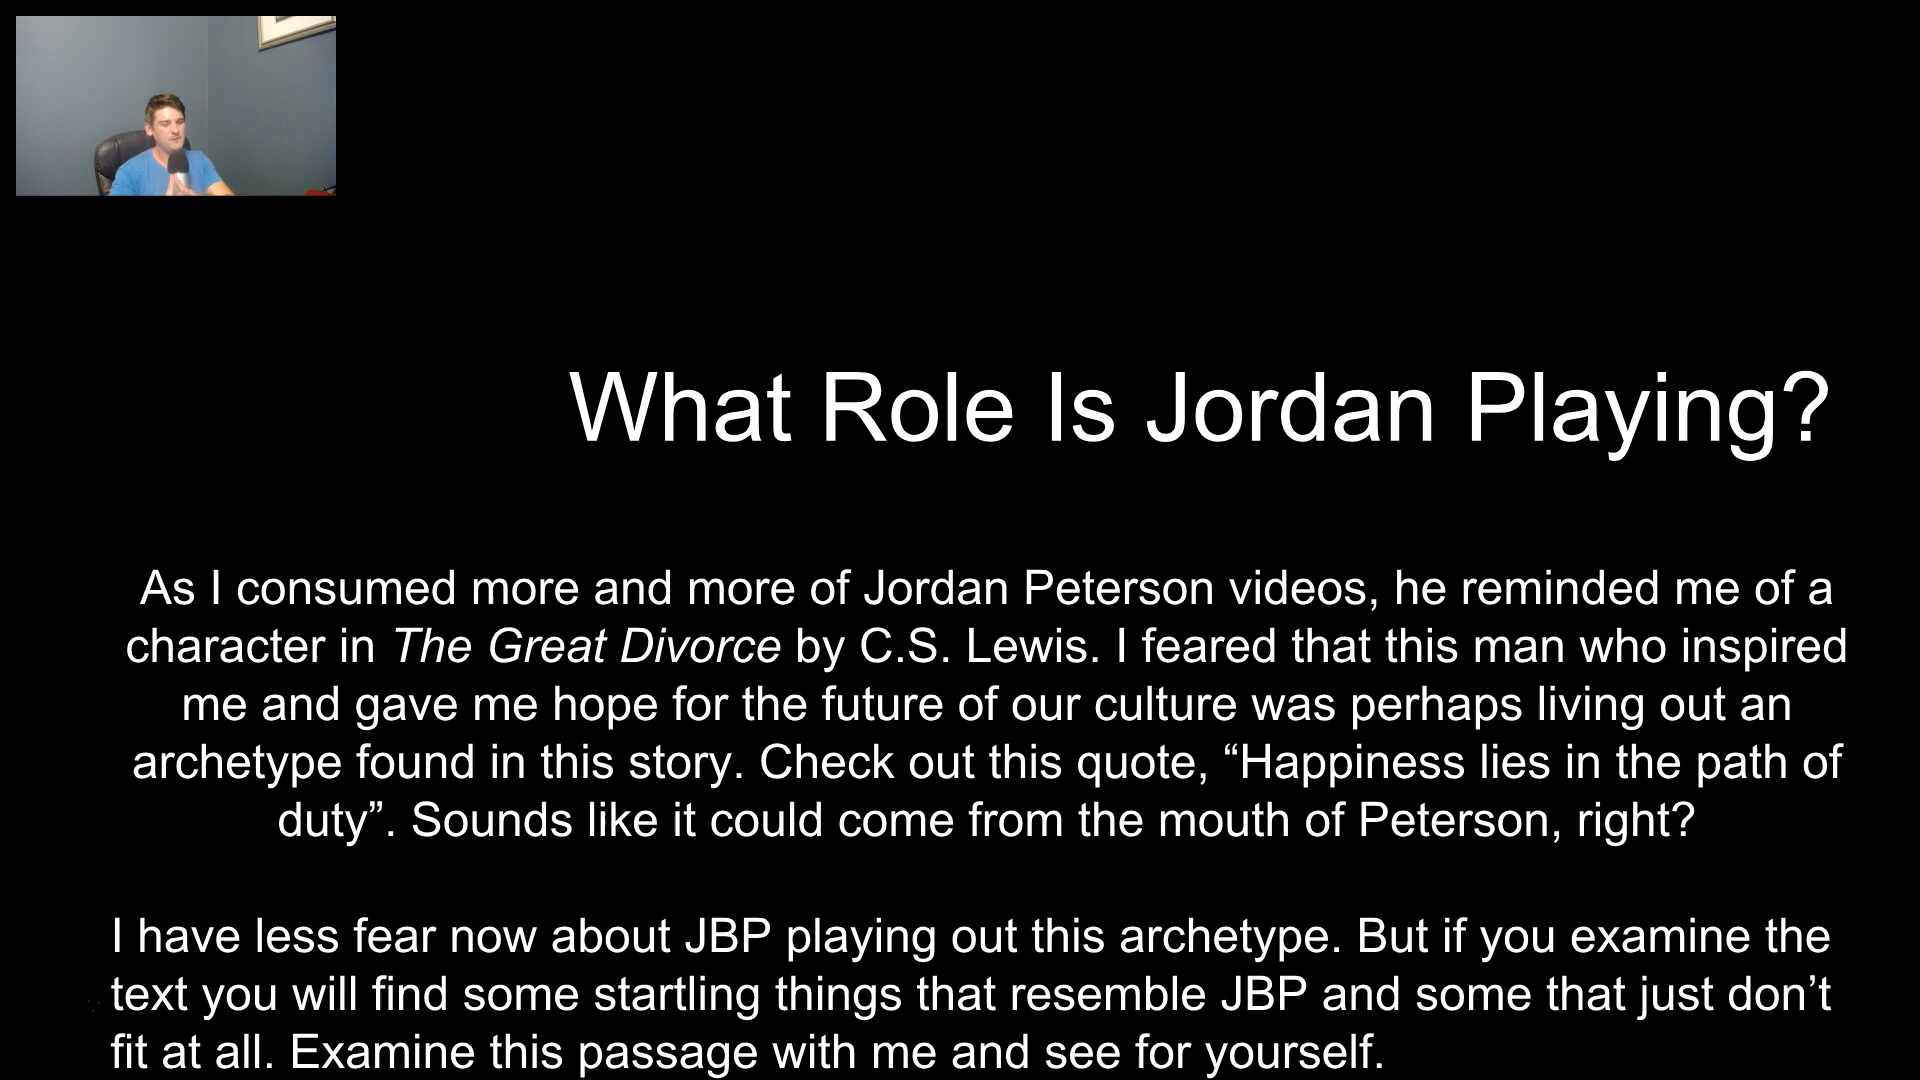 What Role Is Jordan Playing?
As I consumed more and more of Jordan Peterson videos, he reminded me of a
character in The Great Divorce by C.S. Lewis. I feared that this man who inspired
me and gave me hope for the future of our culture was perhaps living out an
archetype found in this story. Check out this quote, “Happiness lies in the path of
duty”. Sounds like it could come from the mouth of Peterson, right?
I have less fear now about JBP playing out this archetype. But if you examine the
text you will find some startling things that resemble JBP and some that just don’t
fit at all. Examine this passage with me and see for yourself.